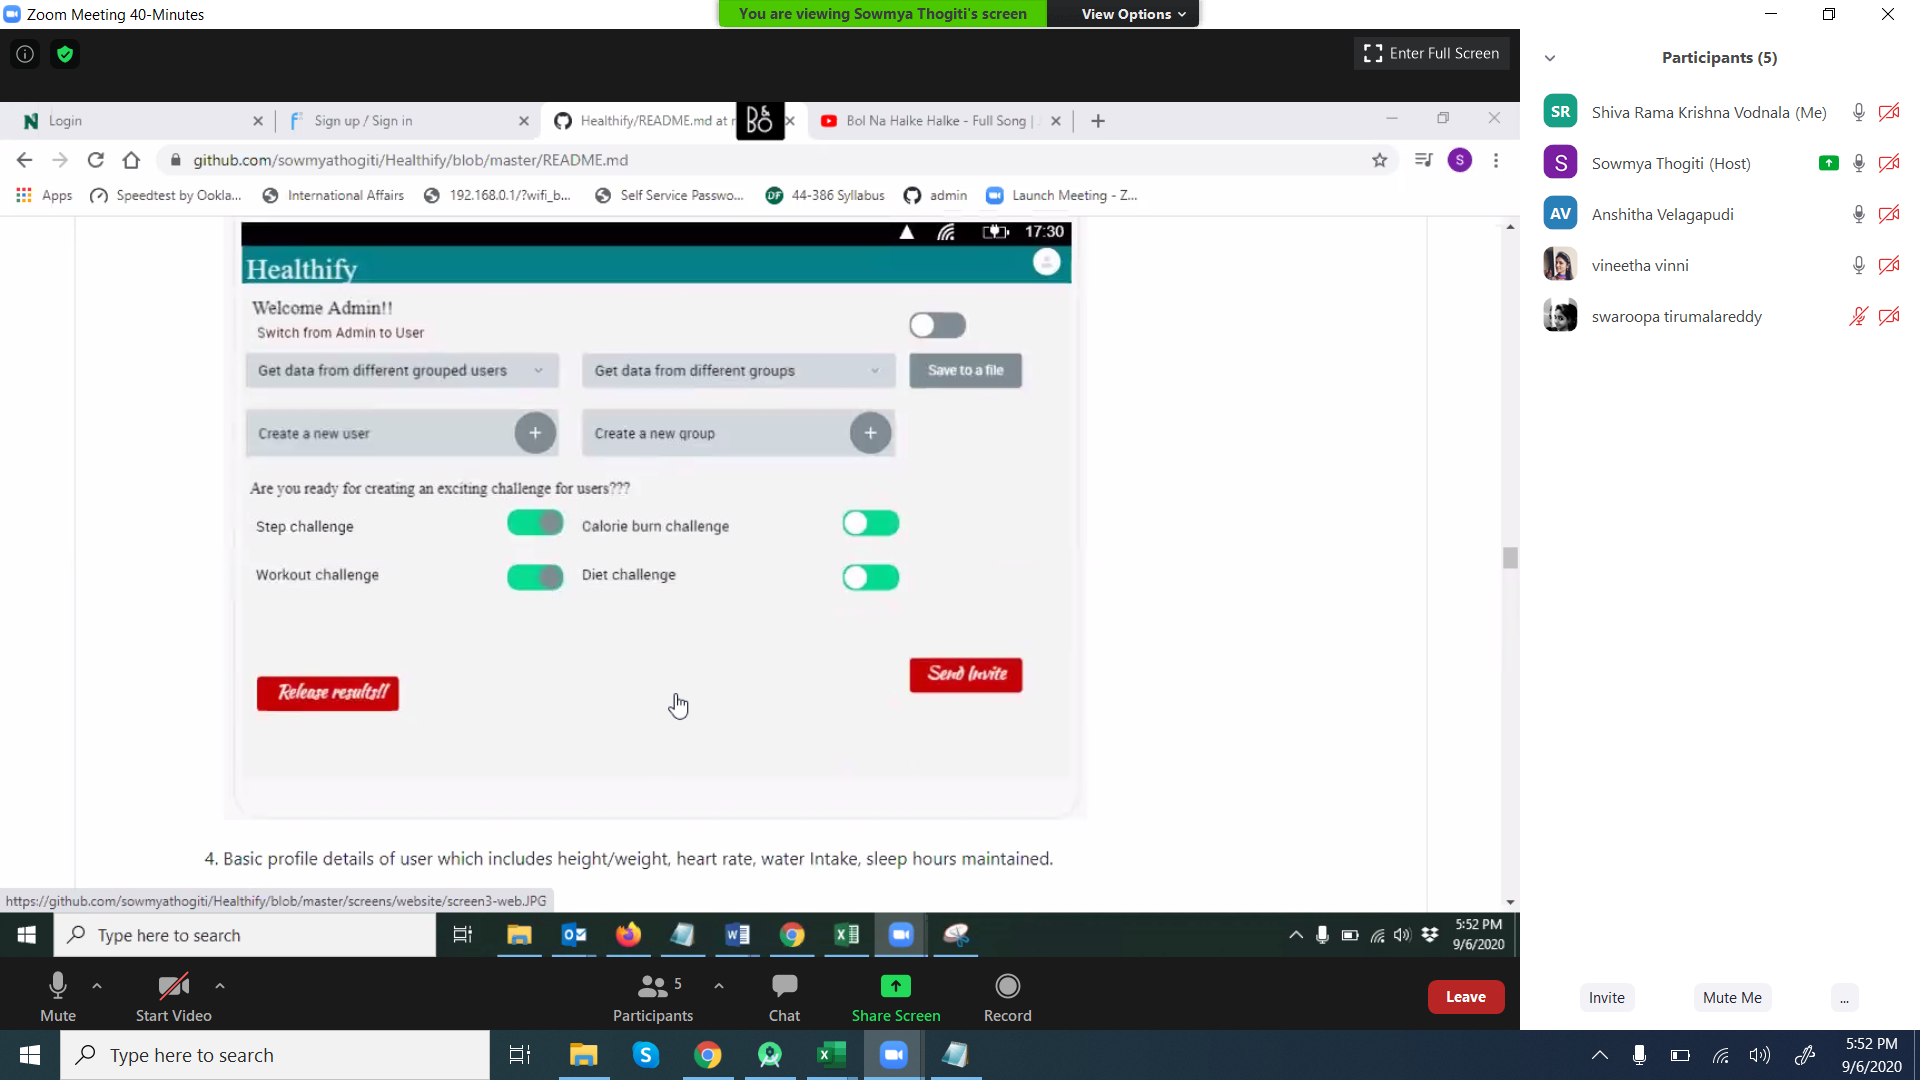 Zoom Meeting 40-Minutes
You are viewing Sowmya Thogiti's screen
View Options
Enter Full Screen
Participants (5)
Login
Sign up / Sign in
Healthify/README.md at r
B&O
Bol Na Halke Halke - Full Song |
github.com/sowmyathogiti/Healthify/blob/master/README.md
S
Apps
Speedtest by Ookla...
International Affairs
192.168.0.1/?wifi_b...
Self Service Passwo...
DF
44-386 Syllabus
admin
Launch Meeting - Z...
17:30
Healthify
Welcome Admin!!
Switch from Admin to User
Get data from different grouped users
Get data from different groups
Save to a file
Create a new user
+
Create a new group
+
Are you ready for creating an exciting challenge for users???
Step challenge
Calorie burn challenge
Workout challenge
Diet challenge
Release results!!
Send Invite
4. Basic profile details of user which includes height/weight, heart rate, water Intake, sleep hours maintained.
https://github.com/sowmyathogiti/Healthify/blob/master/screens/website/screen3-web.JPG
Type here to search
5:52 PM
9/6/2020
SR
Shiva Rama Krishna Vodnala (Me)
S
Sowmya Thogiti (Host)
AV
Anshitha Velagapudi
vineetha vinni
swaroopa tirumalareddy
Mute
Start Video
5
Participants
Chat
Share Screen
Record
Leave
Invite
Mute Me
...
Type here to search
5:52 PM
9/6/2020